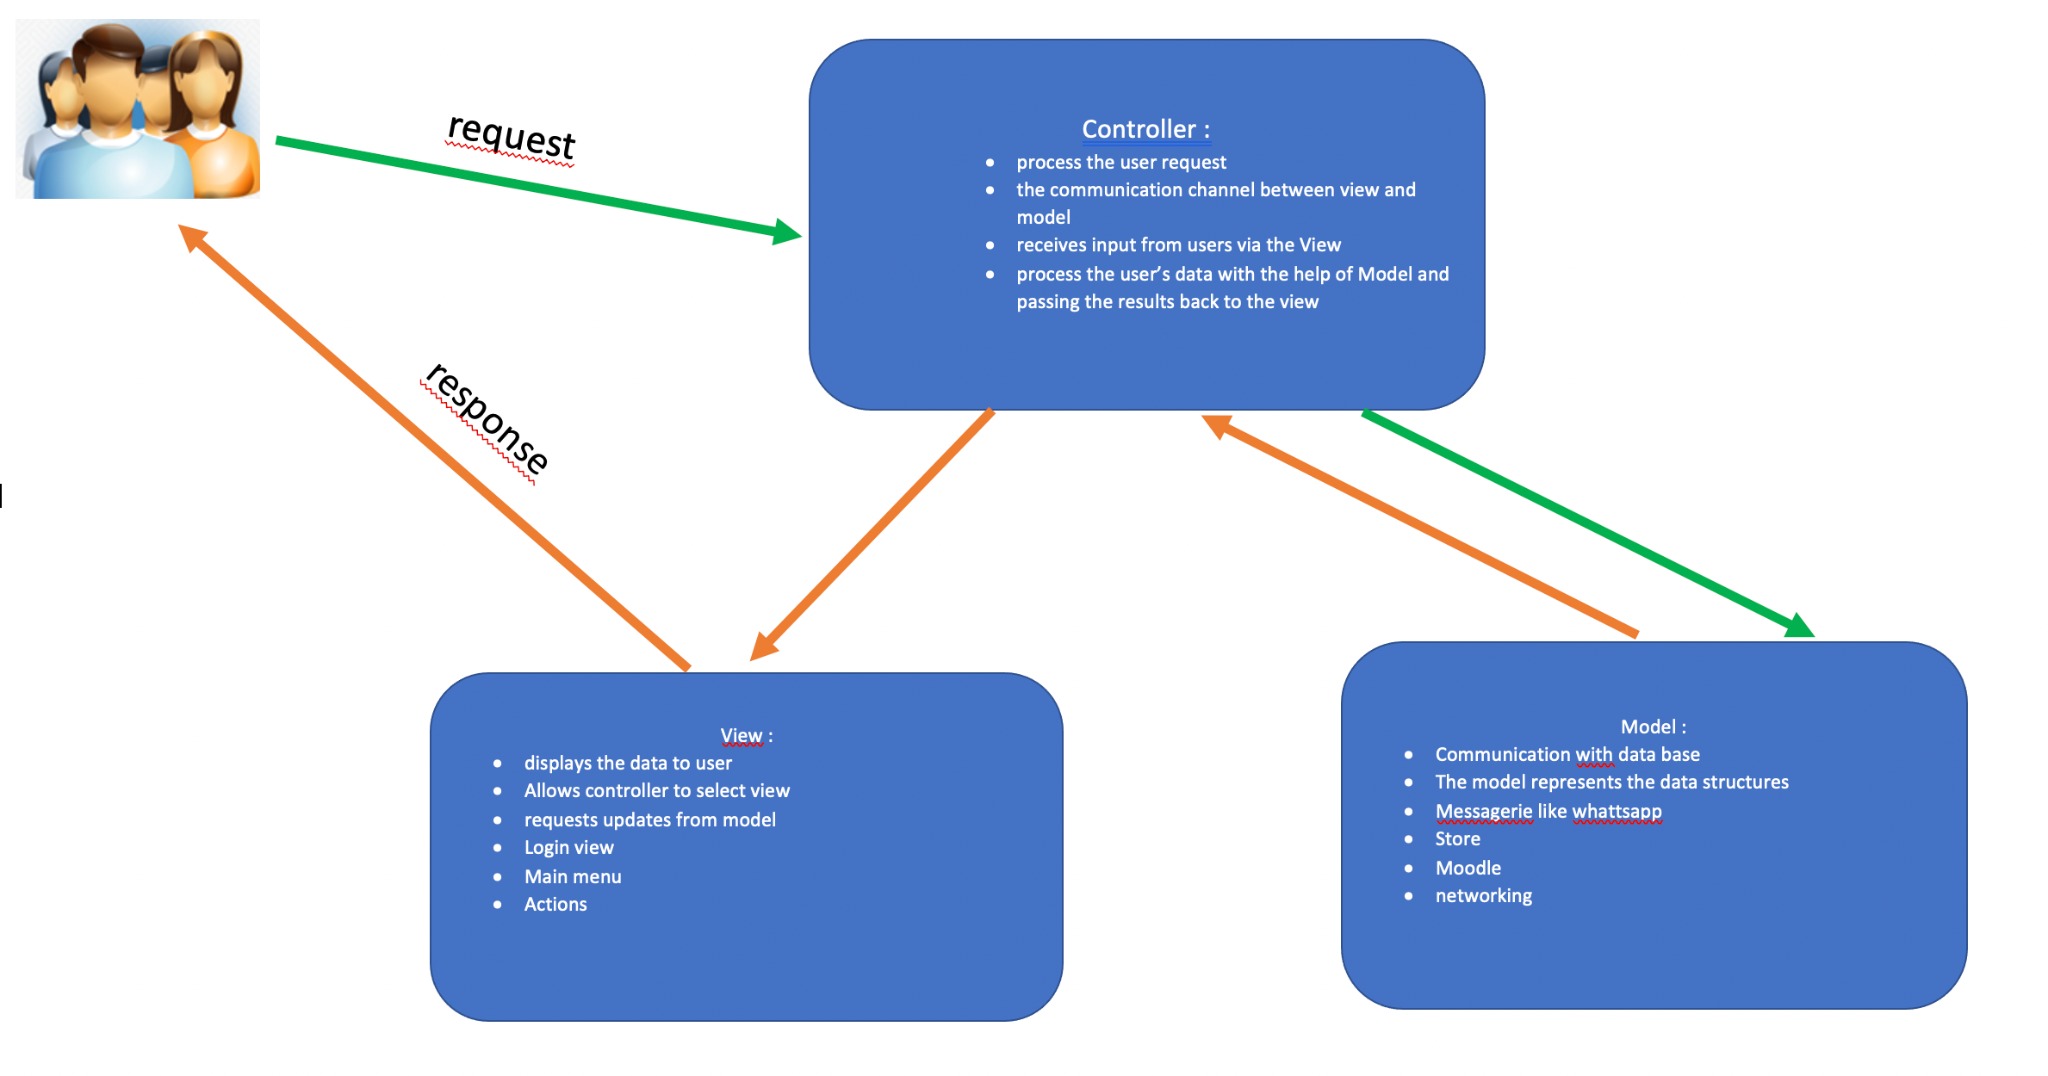 request
Controller :
process the user request
the communication channel between view and
model
receives input from users via the View
process the user’s data with the help of Model and
passing the results back to the view
response
View :
displays the data to user
Allows controller to select view
requests updates from model
Login view
Main menu
Actions
Model :
Communication with data base
The model represents the data structures
Messagerie like whattsapp
Store
Moodle
networking